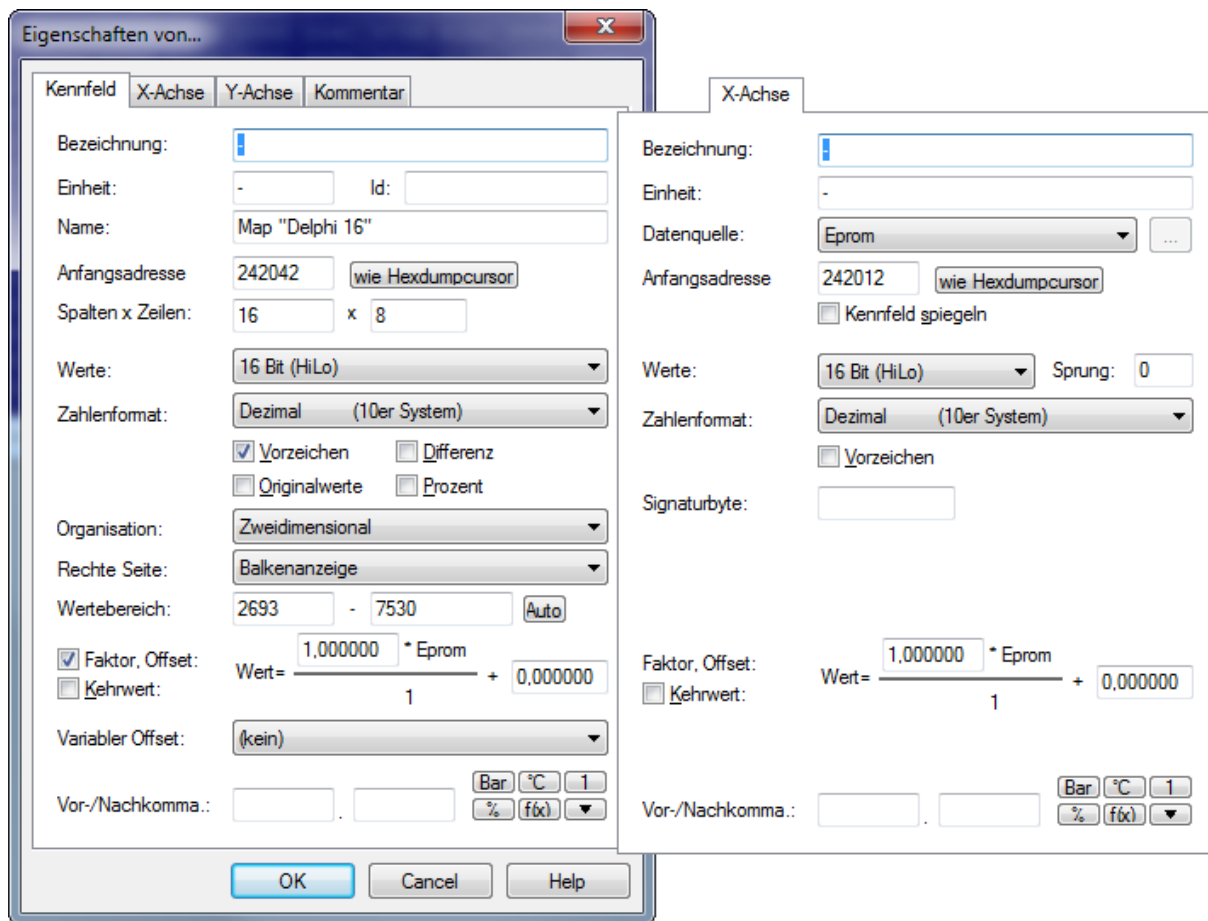 Eigenschaften von...
Kennfeld X-Achse Y-Achse Kommentar
Bezeichnung: -
Einheit: - Id:
Name: Map "Delphi 16"
Anfangsadresse 242042 wie Hexdumpcursor
Spalten x Zeilen: 16 x 8
Werte: 16 Bit (HiLo)
Zahlenformat: Dezimal (10er System)
Vorzeichen Differenz
Originalwerte Prozent
Organisation: Zweidimensional
Rechte Seite: Balkenanzeige
Wertebereich: 2693 - 7530 Auto
Faktor, Offset: Wert= 1,000000 * Eprom
+ 0,000000
Kehrwert:
1
Variabler Offset: (kein)
Bar °C 1
Vor-/Nachkomma.: .
% f(x)
OK Cancel Help
X-Achse
Bezeichnung: -
Einheit: -
Datenquelle: Eprom ...
Anfangsadresse 242012 wie Hexdumpcursor
Kennfeld spiegeln
Werte: 16 Bit (HiLo) Sprung: 0
Zahlenformat: Dezimal (10er System)
Vorzeichen
Signaturbyte:
Faktor, Offset: Wert= 1,000000 * Eprom
+ 0,000000
Kehrwert:
1
Bar °C 1
Vor-/Nachkomma.: .
% f(x)